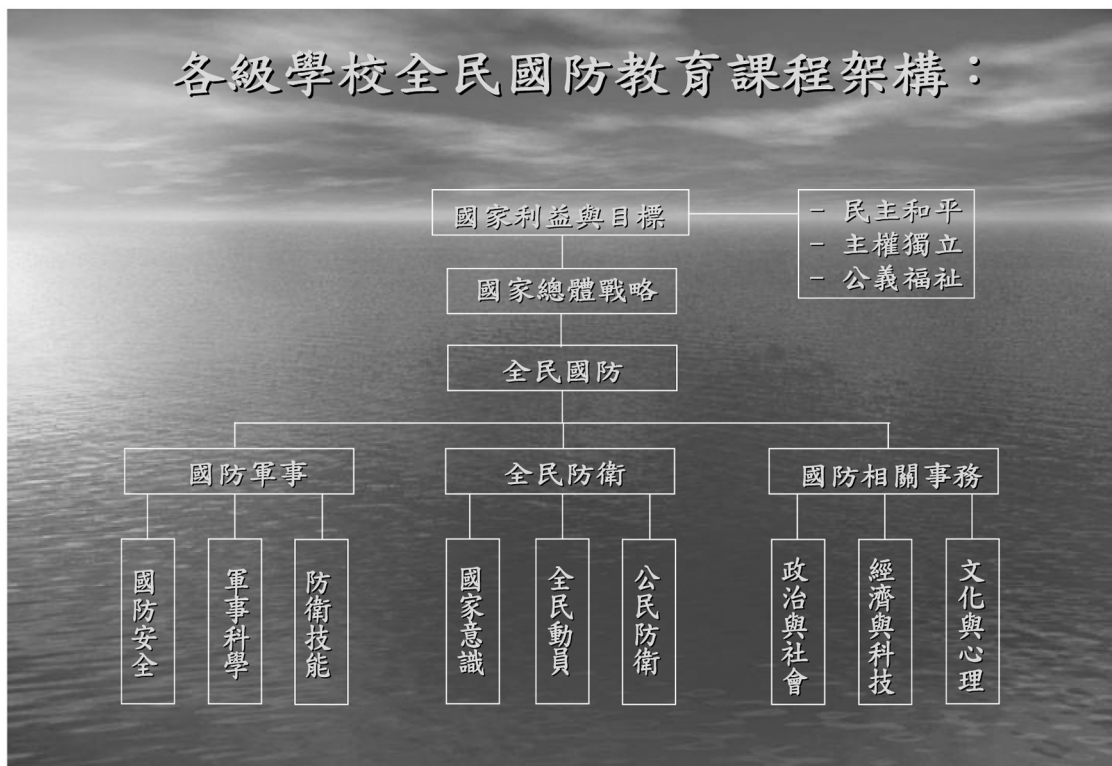 各級學校全民國防教育課程架構：
國家利益與目標
– 民主和平
– 主權獨立
– 公義福祉
國家總體戰略
全民國防
國防軍事
全民防衛
國防相關事務
國防安全
軍事科學
防衛技能
國家意識
全民動員
公民防衛
政治與社會
經濟與科技
文化與心理